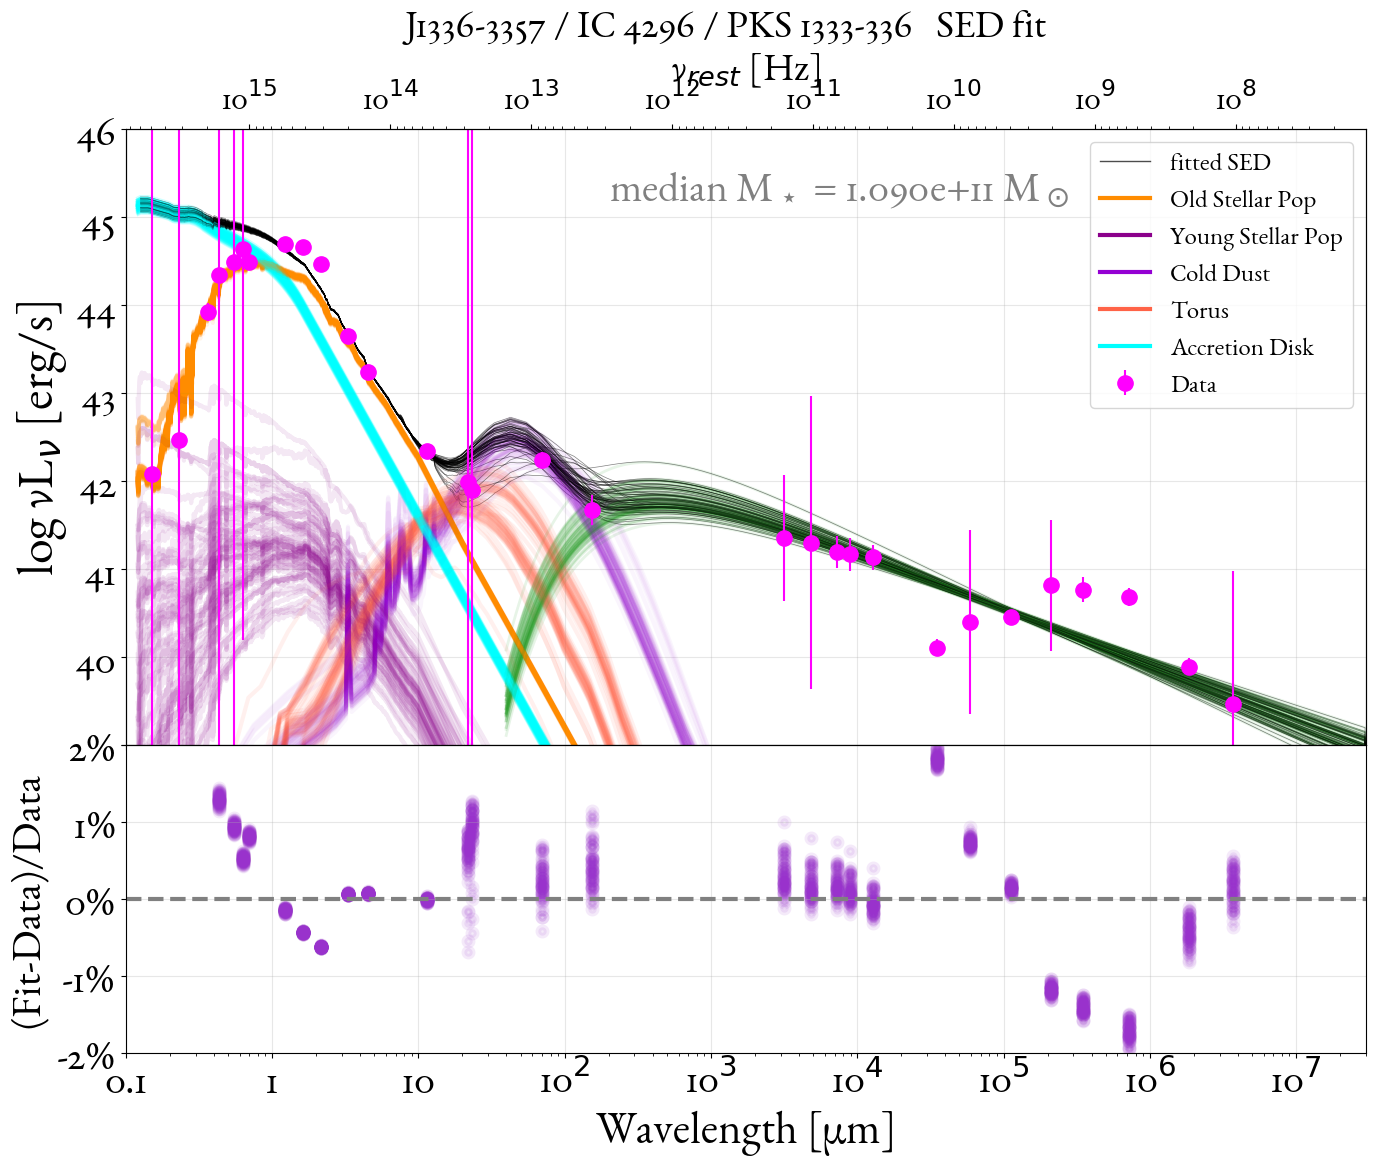 J1336-3357 / IC 4296 / PKS 1333-336 SED fit
ν_rest [Hz]
10^15 10^14 10^13 10^12 10^11 10^10 10^9 10^8
46
45
44
43
42
41
40
log νL_ν [erg/s]
median M⋆ = 1.090e+11 M⊙
fitted SED
Old Stellar Pop
Young Stellar Pop
Cold Dust
Torus
Accretion Disk
Data
2%
1%
0%
-1%
-2%
(Fit-Data)/Data
0.1 1 10 10^2 10^3 10^4 10^5 10^6 10^7
Wavelength [μm]